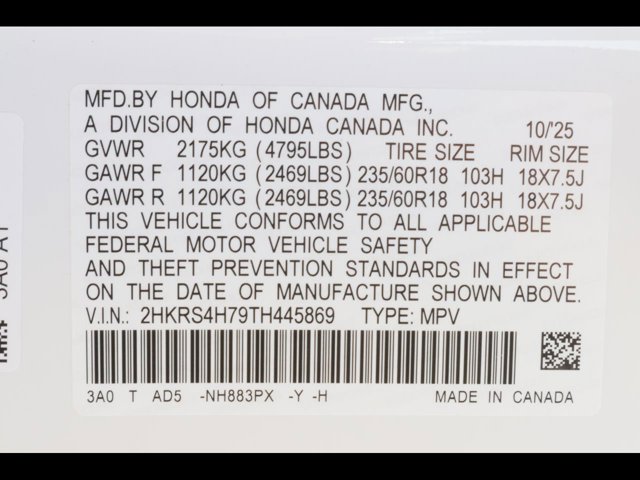 MFD.BY HONDA OF CANADA MFG.,
A DIVISION OF HONDA CANADA INC. 10/'25
GVWR 2175KG (4795LBS) TIRE SIZE RIM SIZE
GAWR F 1120KG (2469LBS) 235/60R18 103H 18X7.5J
GAWR R 1120KG (2469LBS) 235/60R18 103H 18X7.5J
THIS VEHICLE CONFORMS TO ALL APPLICABLE
FEDERAL MOTOR VEHICLE SAFETY
AND THEFT PREVENTION STANDARDS IN EFFECT
ON THE DATE OF MANUFACTURE SHOWN ABOVE.
V.I.N.: 2HKRS4H79TH445869 TYPE: MPV
3A0 T AD5 -NH883PX -Y -H MADE IN CANADA